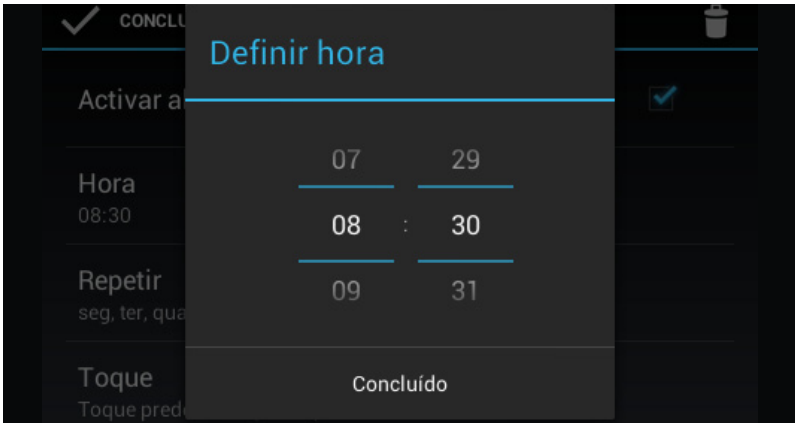 CONCLU
Definir hora
Activar al
07 29
Hora
08:30
08 : 30
09 31
Repetir
seg, ter, qua
Toque
Toque pred
Concluído